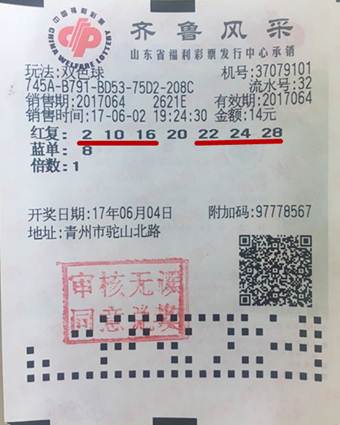 中国福利彩票
CHINA WELFARE LOTTERY
齐鲁风采
山东省福利彩票发行中心承销
玩法:双色球 机号:37079101
745A-B791-BD53-75D2-208C 流水号:32
销售期:2017064 2621E 有效期:2017064
销售时间:17-06-02 19:24:30 金额:14元
红复: 2 10 16 20 22 24 28
蓝单: 8
倍数:1
开奖日期:17年06月04日 附加码:97778567
地址:青州市驼山北路
审核无误
同意兑奖